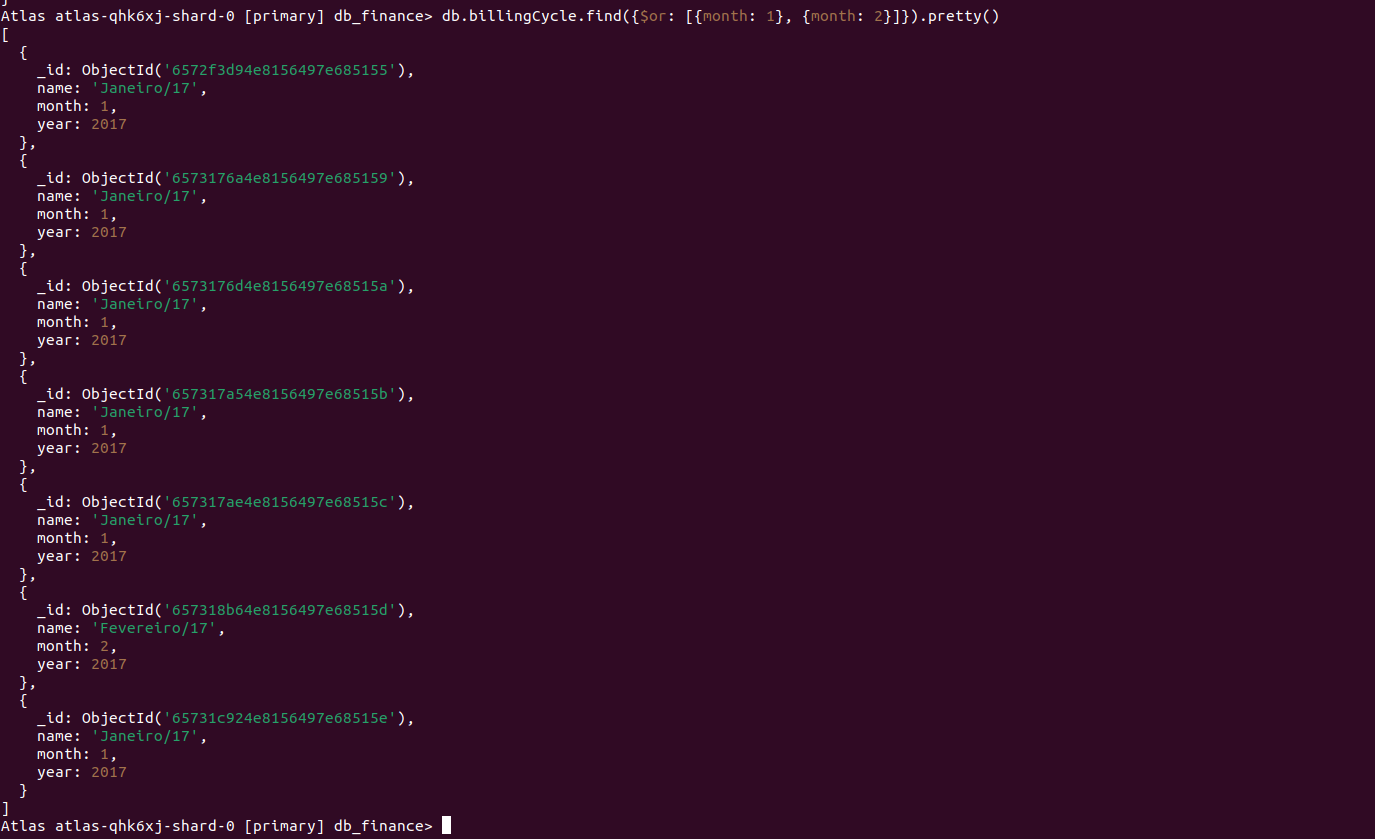 ]
Atlas atlas-qhk6xj-shard-0 [primary] db_finance> db.billingCycle.find({$or: [{month: 1}, {month: 2}]}).pretty()
[
  {
    _id: ObjectId('6572f3d94e8156497e685155'),
    name: 'Janeiro/17',
    month: 1,
    year: 2017
  },
  {
    _id: ObjectId('6573176a4e8156497e685159'),
    name: 'Janeiro/17',
    month: 1,
    year: 2017
  },
  {
    _id: ObjectId('6573176d4e8156497e68515a'),
    name: 'Janeiro/17',
    month: 1,
    year: 2017
  },
  {
    _id: ObjectId('657317a54e8156497e68515b'),
    name: 'Janeiro/17',
    month: 1,
    year: 2017
  },
  {
    _id: ObjectId('657317ae4e8156497e68515c'),
    name: 'Janeiro/17',
    month: 1,
    year: 2017
  },
  {
    _id: ObjectId('657318b64e8156497e68515d'),
    name: 'Fevereiro/17',
    month: 2,
    year: 2017
  },
  {
    _id: ObjectId('65731c924e8156497e68515e'),
    name: 'Janeiro/17',
    month: 1,
    year: 2017
  }
]
Atlas atlas-qhk6xj-shard-0 [primary] db_finance>